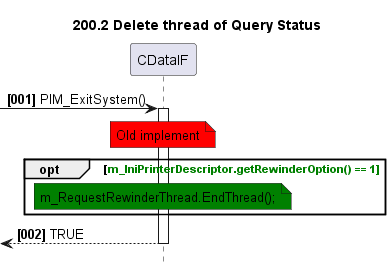 200.2 Delete thread of Query Status
CDataIF
[001] PIM_ExitSystem()
Old implement
opt [m_IniPrinterDescriptor.getRewinderOption() == 1]
m_RequestRewinderThread.EndThread();
[002] TRUE